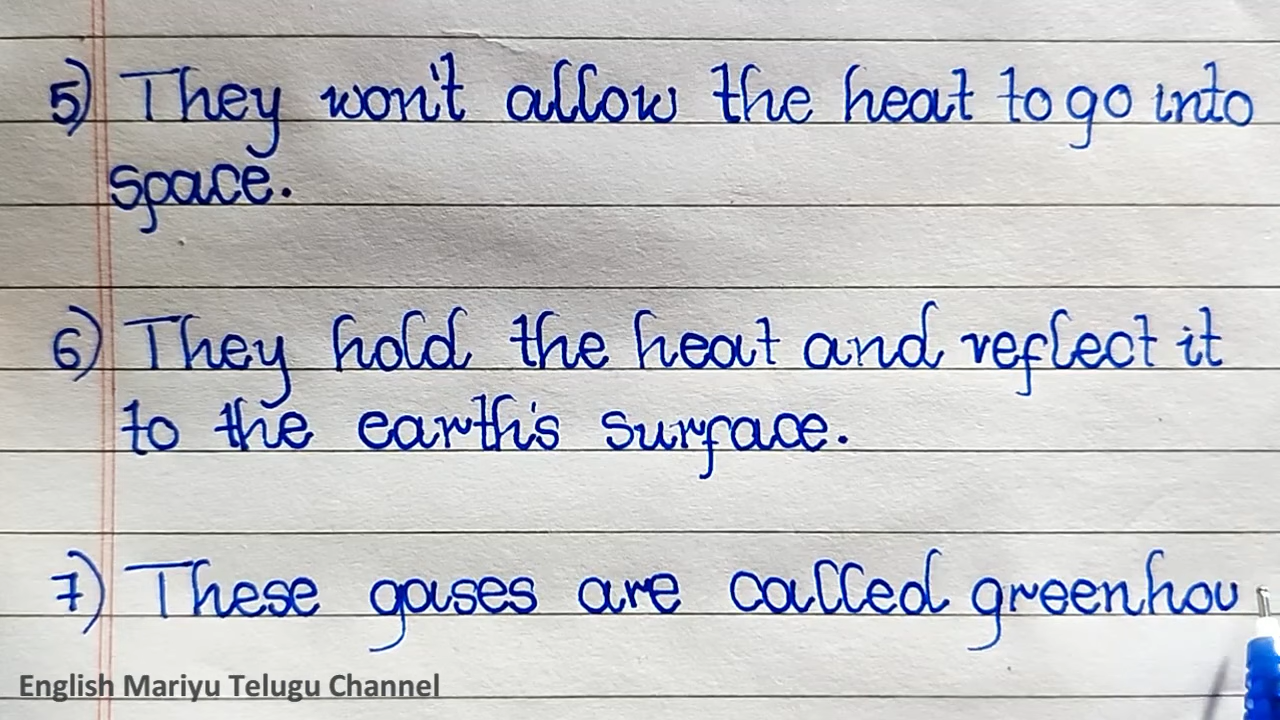 5) They won't allow the heat to go into
space.
6) They hold the heat and reflect it
to the earth's surface.
7) These gases are called greenhou
English Mariyu Telugu Channel